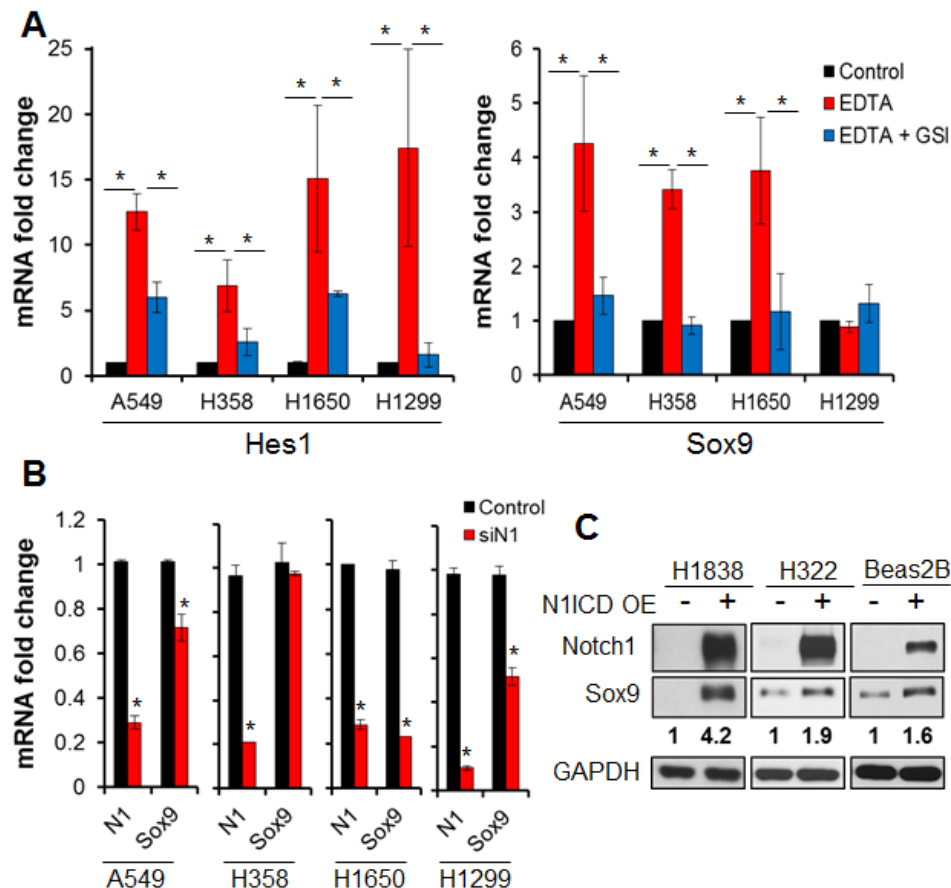 A
mRNA fold change
25
20
15
10
5
0
* * * * * * * *
A549 H358 H1650 H1299
Hes1
mRNA fold change
6
5
4
3
2
1
0
* * * * * *
Control
EDTA
EDTA + GSI
A549 H358 H1650 H1299
Sox9
B
mRNA fold change
1.2
1
0.8
0.6
0.4
0.2
0
Control
siN1
* * * * * * *
N1 Sox9 N1 Sox9 N1 Sox9 N1 Sox9
A549 H358 H1650 H1299
C
H1838 H322 Beas2B
N1ICD OE - + - + - +
Notch1
Sox9
1 4.2 1 1.9 1 1.6
GAPDH